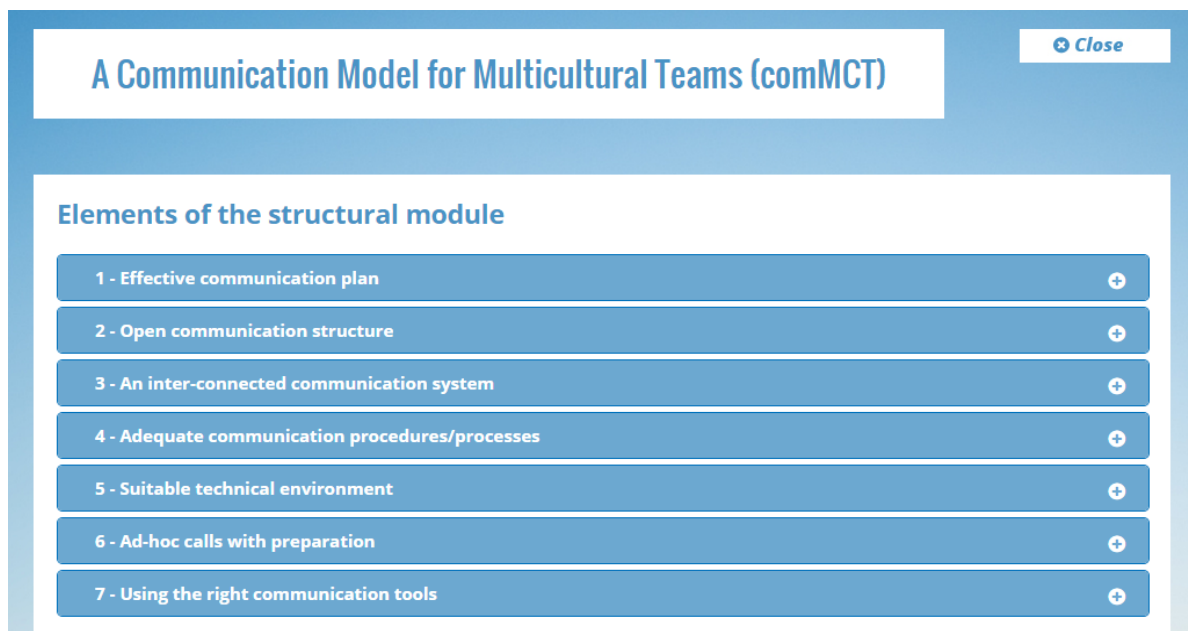 A Communication Model for Multicultural Teams (comMCT)
Close
Elements of the structural module
1 - Effective communication plan
2 - Open communication structure
3 - An inter-connected communication system
4 - Adequate communication procedures/processes
5 - Suitable technical environment
6 - Ad-hoc calls with preparation
7 - Using the right communication tools